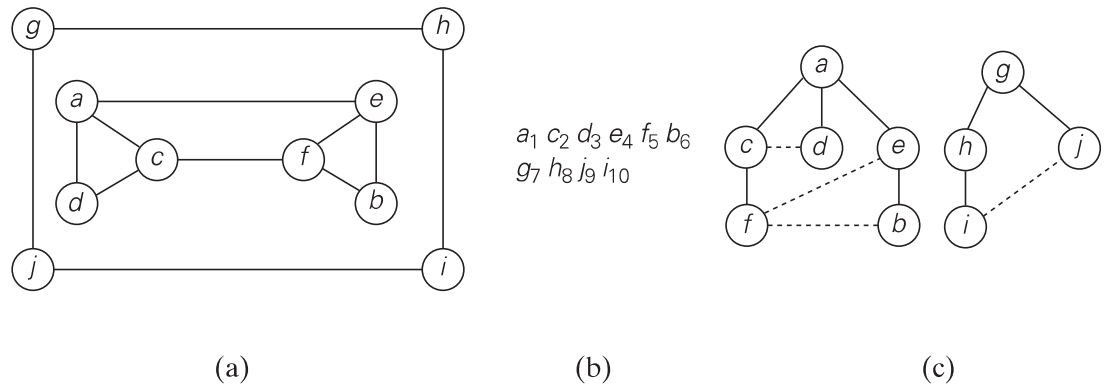 g h
a e
c f
d b
j i
a₁ c₂ d₃ e₄ f₅ b₆
g₇ h₈ j₉ i₁₀
a g
c d e h j
f b i
(a) (b) (c)